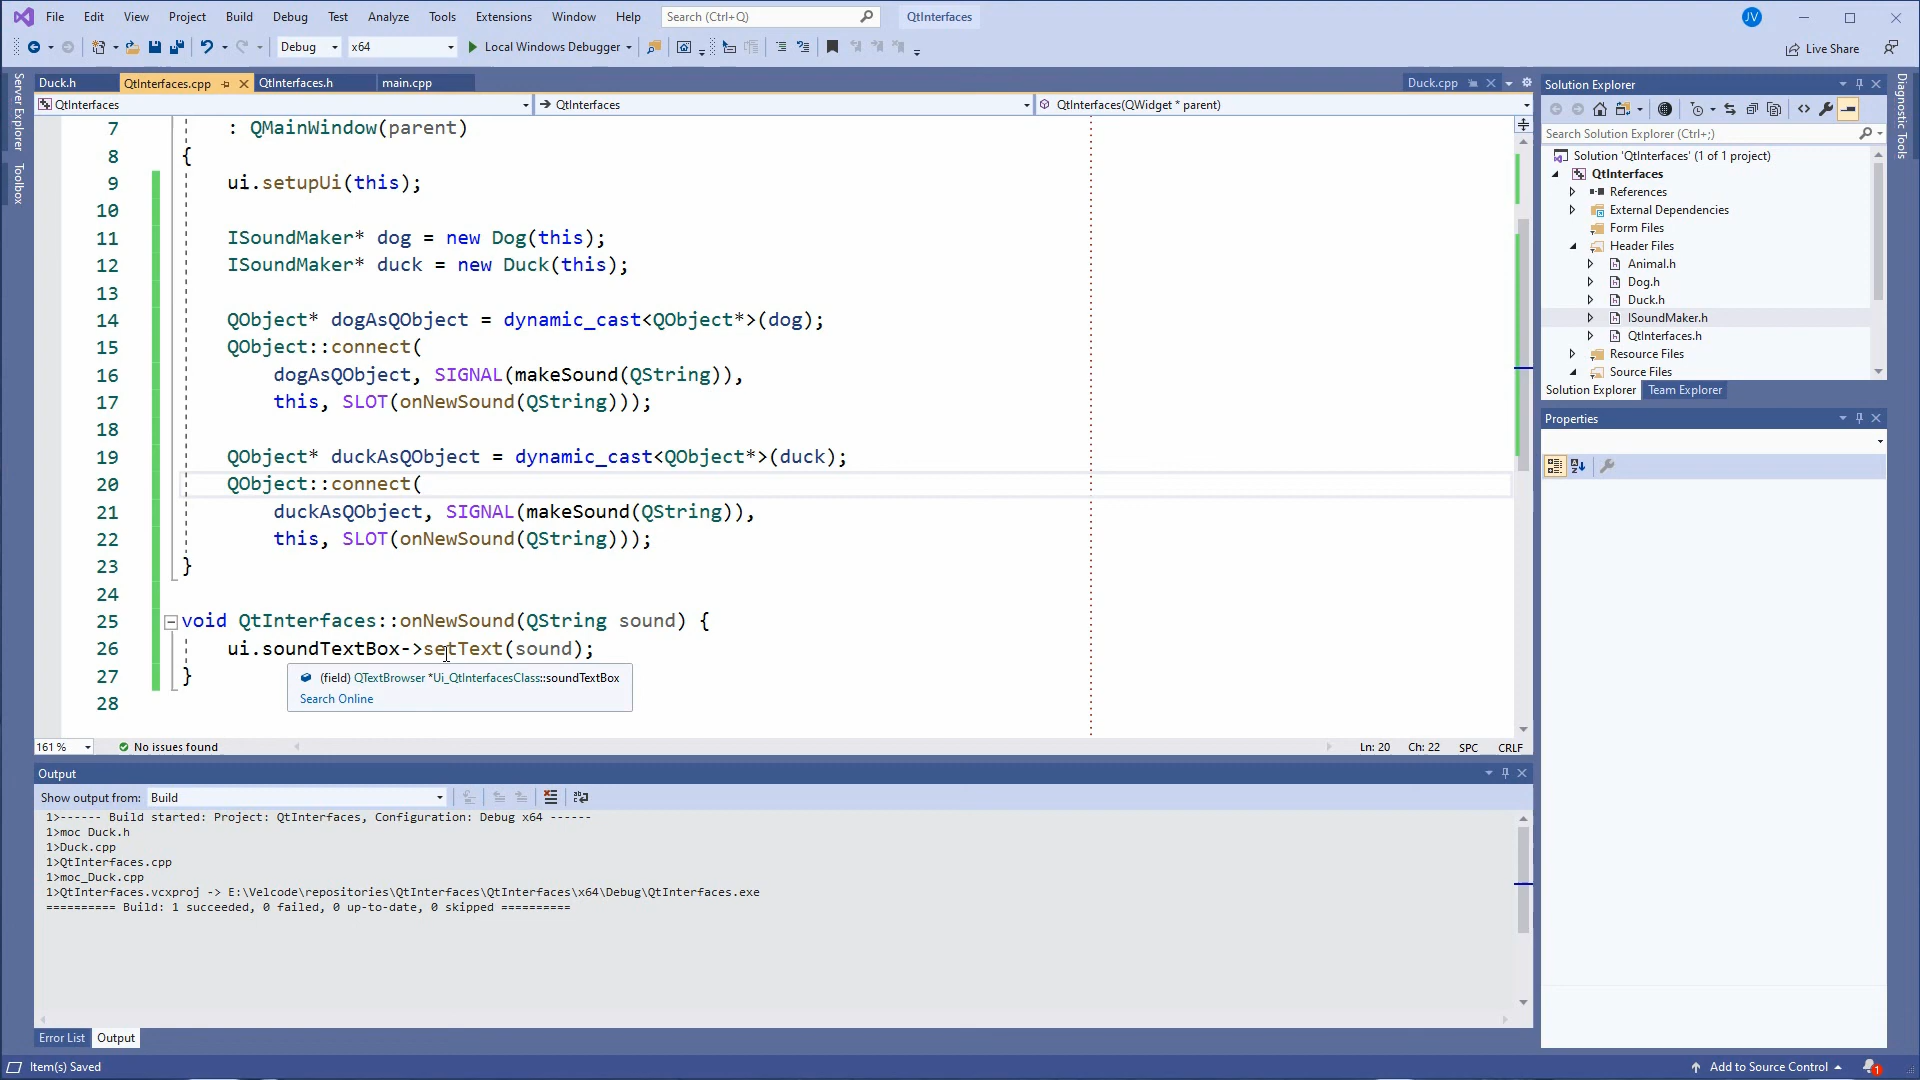 File Edit View Project Build Debug Test Analyze Tools Extensions Window Help Search (Ctrl+Q) QtInterfaces JV
Debug x64 Local Windows Debugger Live Share
Server Explorer
Toolbox
Duck.h QtInterfaces.cpp QtInterfaces.h main.cpp Duck.cpp
QtInterfaces QtInterfaces QtInterfaces(QWidget * parent)
7 : QMainWindow(parent)
8 {
9 ui.setupUi(this);
10
11 ISoundMaker* dog = new Dog(this);
12 ISoundMaker* duck = new Duck(this);
13
14 QObject* dogAsQObject = dynamic_cast<QObject*>(dog);
15 QObject::connect(
16 dogAsQObject, SIGNAL(makeSound(QString)),
17 this, SLOT(onNewSound(QString)));
18
19 QObject* duckAsQObject = dynamic_cast<QObject*>(duck);
20 QObject::connect(
21 duckAsQObject, SIGNAL(makeSound(QString)),
22 this, SLOT(onNewSound(QString)));
23 }
24
25 void QtInterfaces::onNewSound(QString sound) {
26 ui.soundTextBox->setText(sound);
27 }
(field) QTextBrowser *Ui_QtInterfacesClass::soundTextBox
Search Online
28
161 % No issues found Ln: 20 Ch: 22 SPC CRLF
Output
Show output from: Build
1>------ Build started: Project: QtInterfaces, Configuration: Debug x64 ------
1>moc Duck.h
1>Duck.cpp
1>QtInterfaces.cpp
1>moc_Duck.cpp
1>QtInterfaces.vcxproj -> E:\Velcode\repositories\QtInterfaces\QtInterfaces\x64\Debug\QtInterfaces.exe
========== Build: 1 succeeded, 0 failed, 0 up-to-date, 0 skipped ==========
Error List Output
Solution Explorer
Search Solution Explorer (Ctrl+;)
Solution 'QtInterfaces' (1 of 1 project)
QtInterfaces
References
External Dependencies
Form Files
Header Files
Animal.h
Dog.h
Duck.h
ISoundMaker.h
QtInterfaces.h
Resource Files
Source Files
Solution Explorer Team Explorer
Properties
Diagnostic Tools
Item(s) Saved Add to Source Control 1